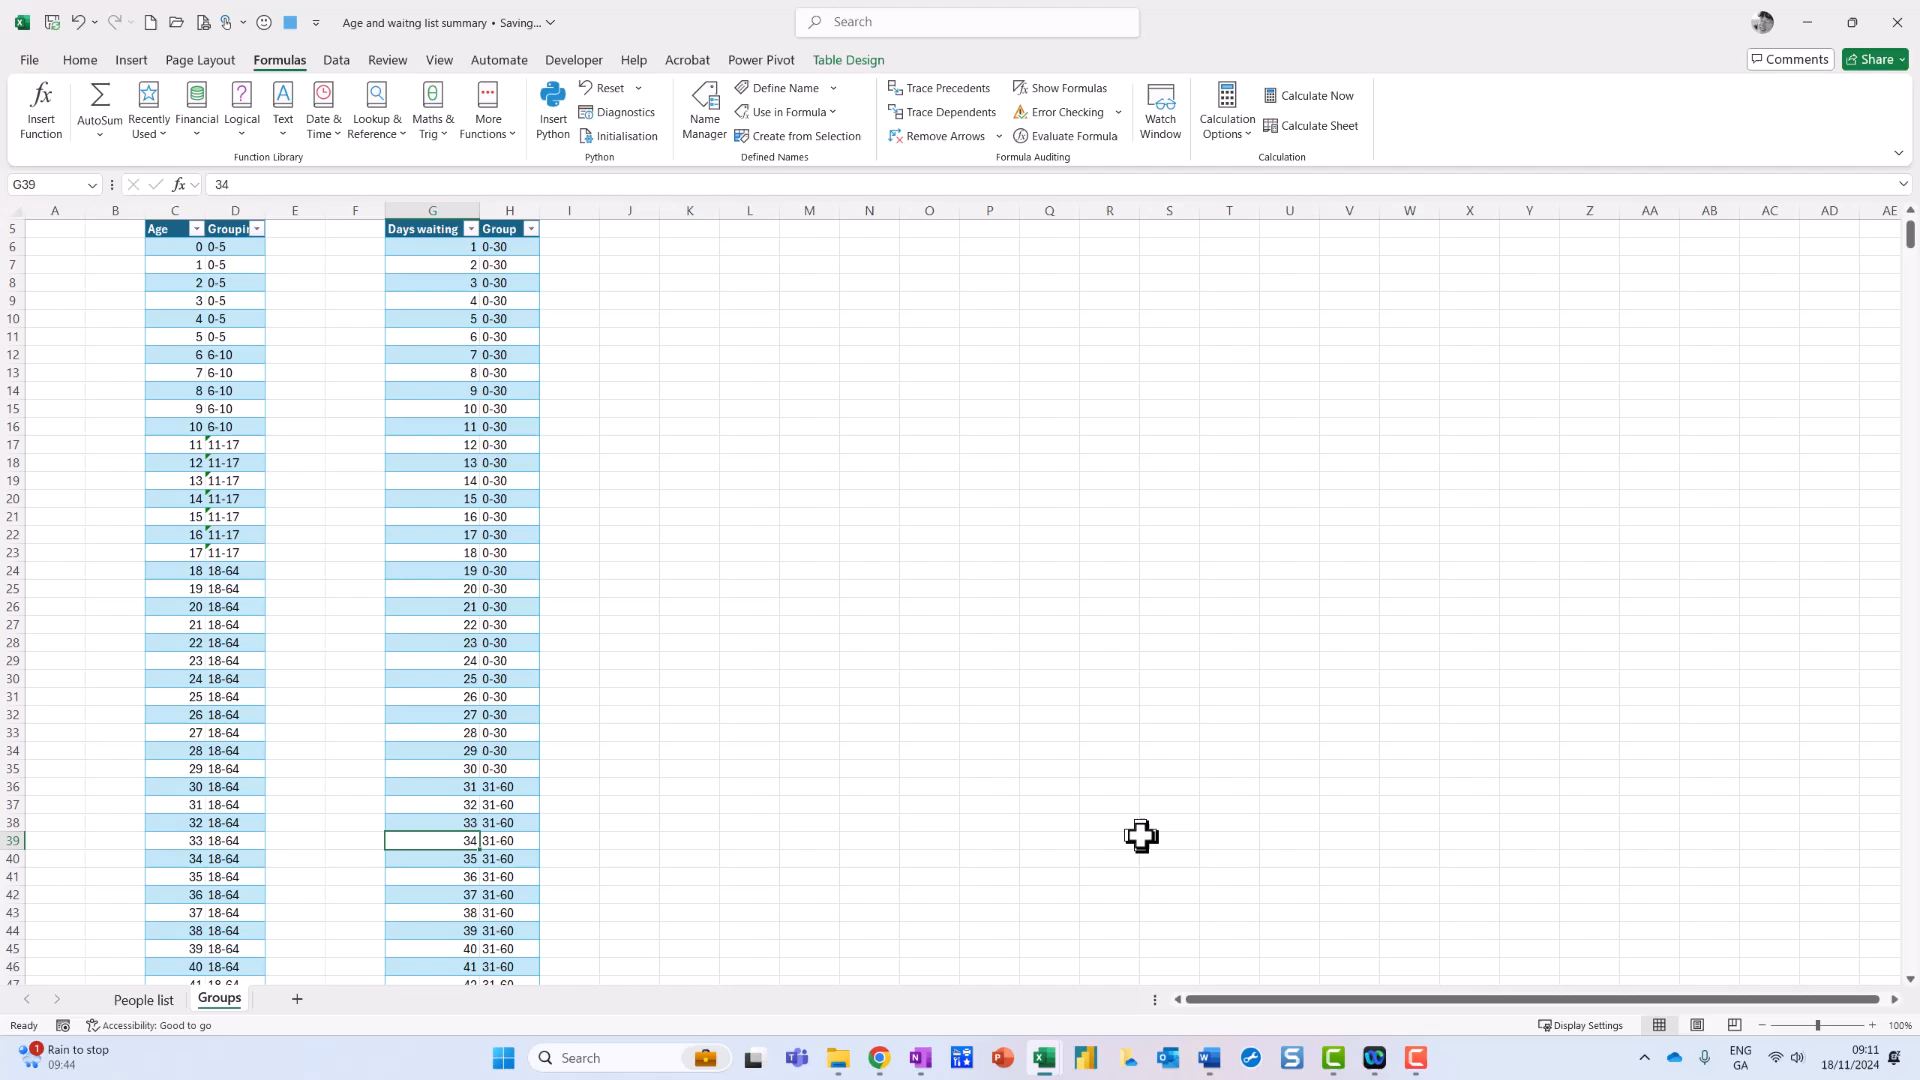 Age and waitng list summary • Saving...
Search
File Home Insert Page Layout Formulas Data Review View Automate Developer Help Acrobat Power Pivot Table Design
Comments Share
Insert Function
AutoSum
Recently Used
Financial
Logical
Text
Date & Time
Lookup & Reference
Maths & Trig
More Functions
Function Library
Insert Python
Reset
Diagnostics
Initialisation
Python
Name Manager
Define Name
Use in Formula
Create from Selection
Defined Names
Trace Precedents
Trace Dependents
Remove Arrows
Show Formulas
Error Checking
Evaluate Formula
Formula Auditing
Watch Window
Calculation Options
Calculate Now
Calculate Sheet
Calculation
G39 fx 34
A B C D E F G H I J K L M N O P Q R S T U V W X Y Z AA AB AC AD AE
5 Age Groupin Days waiting Group
6 0 0-5 1 0-30
7 1 0-5 2 0-30
8 2 0-5 3 0-30
9 3 0-5 4 0-30
10 4 0-5 5 0-30
11 5 0-5 6 0-30
12 6 6-10 7 0-30
13 7 6-10 8 0-30
14 8 6-10 9 0-30
15 9 6-10 10 0-30
16 10 6-10 11 0-30
17 11 11-17 12 0-30
18 12 11-17 13 0-30
19 13 11-17 14 0-30
20 14 11-17 15 0-30
21 15 11-17 16 0-30
22 16 11-17 17 0-30
23 17 11-17 18 0-30
24 18 18-64 19 0-30
25 19 18-64 20 0-30
26 20 18-64 21 0-30
27 21 18-64 22 0-30
28 22 18-64 23 0-30
29 23 18-64 24 0-30
30 24 18-64 25 0-30
31 25 18-64 26 0-30
32 26 18-64 27 0-30
33 27 18-64 28 0-30
34 28 18-64 29 0-30
35 29 18-64 30 0-30
36 30 18-64 31 31-60
37 31 18-64 32 31-60
38 32 18-64 33 31-60
39 33 18-64 34 31-60
40 34 18-64 35 31-60
41 35 18-64 36 31-60
42 36 18-64 37 31-60
43 37 18-64 38 31-60
44 38 18-64 39 31-60
45 39 18-64 40 31-60
46 40 18-64 41 31-60
47 41 18-64 42 31-60
People list Groups
Ready Accessibility: Good to go Display Settings 100%
1 Rain to stop
09:44
Search
ENG
GA
09:11
18/11/2024